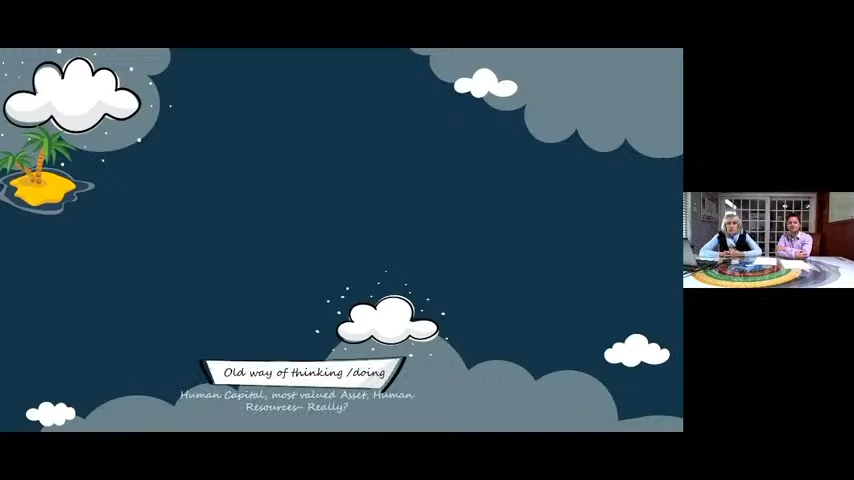 Old way of thinking /doing
Human Capital, most valued Asset, Human
Resources- Really?